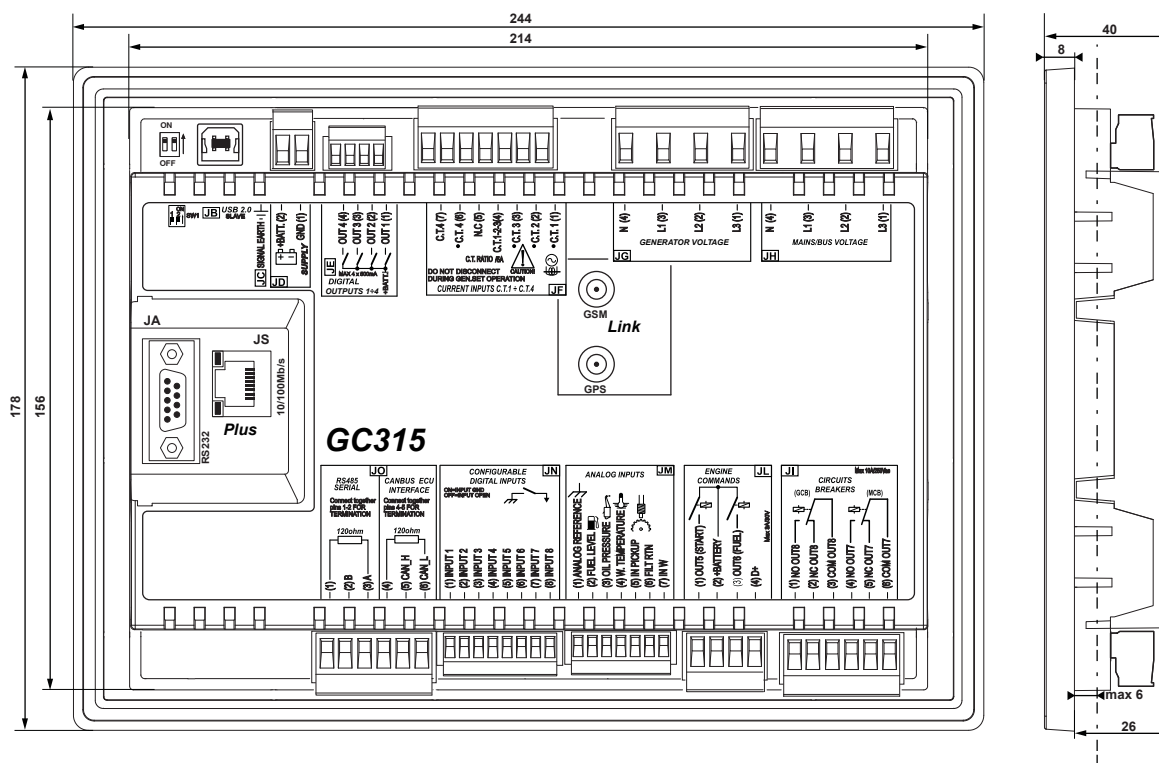 244
214
40
8
178
156
ON
OFF
ON
1 2
SW1
JB USB 2.0
SLAVE
JC SIGNAL EARTH
+BATT. (2)
GND (1)
SUPPLY
JD
JE
OUT 4 (4)
OUT 3 (3)
OUT 2 (2)
OUT 1 (1)
MAX 4 x 600mA
+BATT.
DIGITAL
OUTPUTS 1÷4
C.T.4 (7)
•C.T. 4 (6)
N.C (5)
C.T.1-2-3(4)
•C.T. 3 (3)
•C.T. 2 (2)
•C.T. 1 (1)
C.T. RATIO /5A
CAUTION!
DO NOT DISCONNECT
DURING GEN.SET OPERATION
CURRENT INPUTS C.T.1 ÷ C.T.4
JF
N (4)
L1 (3)
L2 (2)
L3 (1)
GENERATOR VOLTAGE
JG
N (4)
L1(3)
L2 (2)
L3 (1)
MAINS/BUS VOLTAGE
JH
GSM
Link
GPS
JA
JS
10/100Mb/s
RS232
Plus
GC315
RS485
SERIAL
JO
CANBUS ECU
INTERFACE
Connect together
pins 1-2 FOR
TERMINATION
Connect together
pins 4-5 FOR
TERMINATION
120ohm
120ohm
(1)
(2) B
(3) A
(4)
(5) CAN_H
(6) CAN_L
CONFIGURABLE
DIGITAL INPUTS
JN
ON=INPUT GND
OFF=INPUT OPEN
(1) INPUT 1
(2) INPUT 2
(3) INPUT 3
(4) INPUT 4
(5) INPUT 5
(6) INPUT 6
(7) INPUT 7
(8) INPUT 8
ANALOG INPUTS
JM
(1) ANALOG REFERENCE
(2) FUEL LEVEL
(3) OIL PRESSURE
(4) W. TEMPERATURE
(5) IN PICKUP
(6) FILT RTN
(7) IN W
ENGINE
COMMANDS
JL
(1) OUT5 (START)
(2) +BATTERY
(3) OUT6 (FUEL)
(4) D+
JI
CIRCUITS
BREAKERS
(GCB)
(MCB)
(1) NO OUT8
(2) NC OUT8
(3) COM OUT8
(4) NO OUT7
(5) NC OUT7
(6) COM OUT7
max 6
26